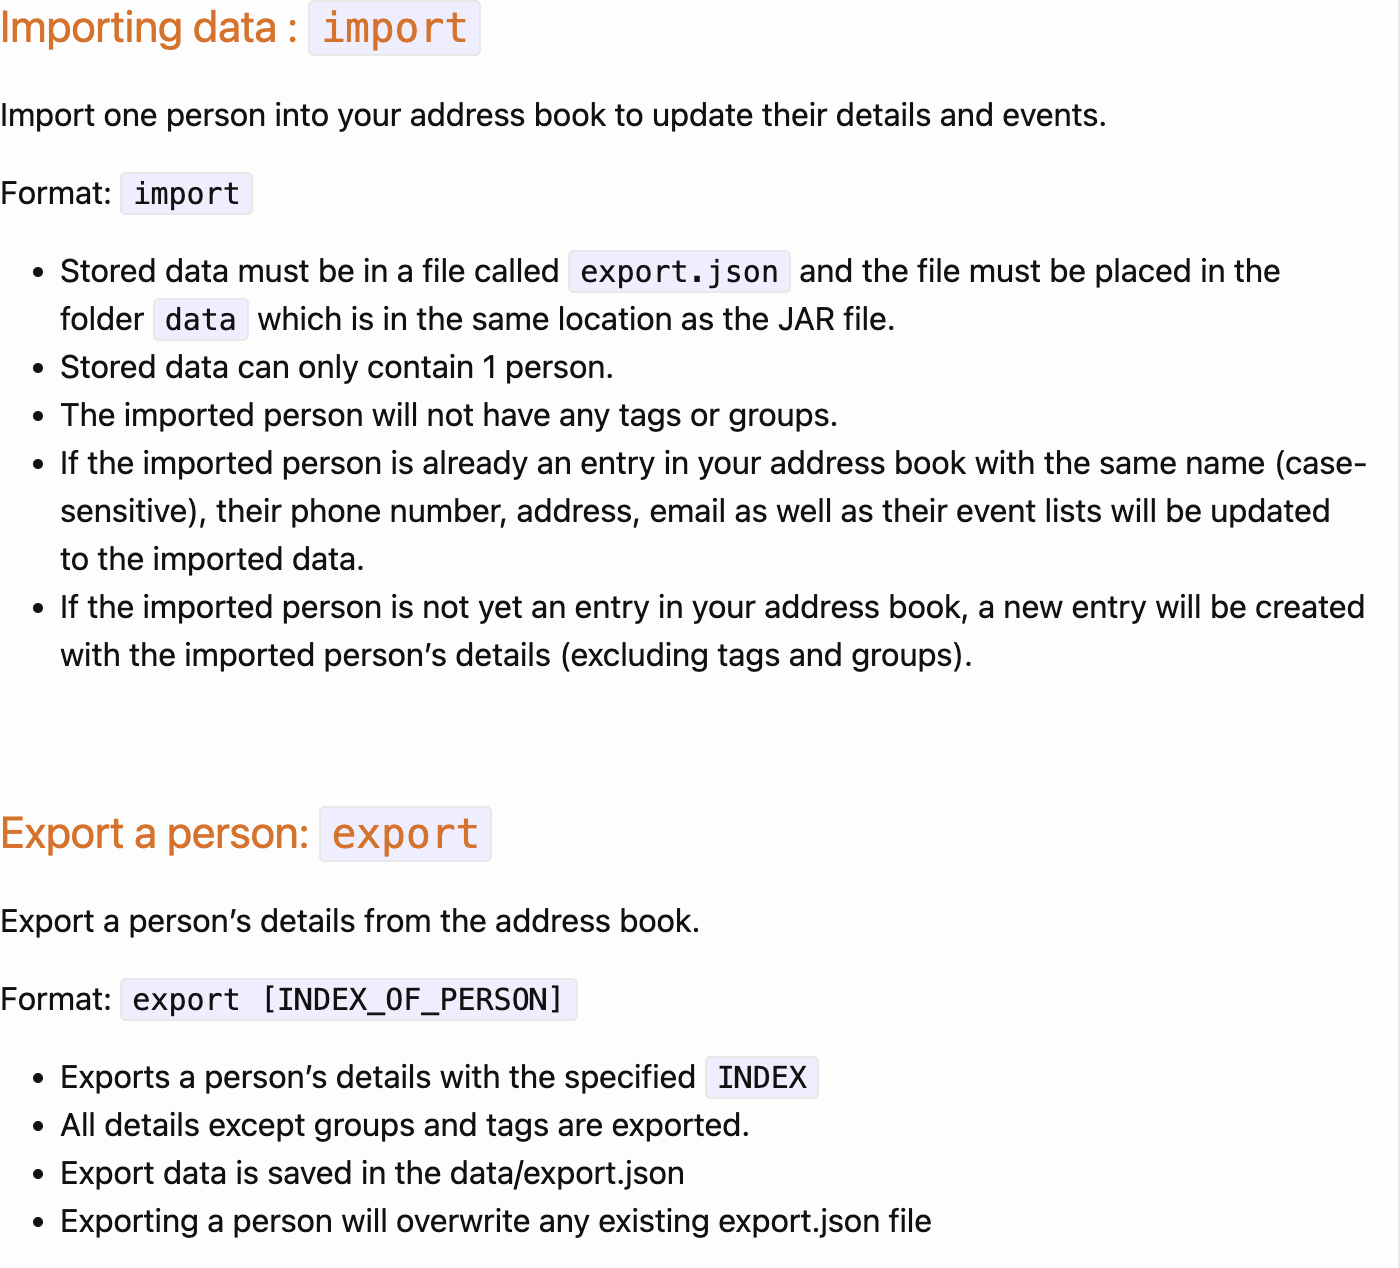 Importing data : import
Import one person into your address book to update their details and events.
Format: import
• Stored data must be in a file called export.json and the file must be placed in the
folder data which is in the same location as the JAR file.
• Stored data can only contain 1 person.
• The imported person will not have any tags or groups.
• If the imported person is already an entry in your address book with the same name (case-
sensitive), their phone number, address, email as well as their event lists will be updated
to the imported data.
• If the imported person is not yet an entry in your address book, a new entry will be created
with the imported person’s details (excluding tags and groups).
Export a person: export
Export a person’s details from the address book.
Format: export [INDEX_OF_PERSON]
• Exports a person’s details with the specified INDEX
• All details except groups and tags are exported.
• Export data is saved in the data/export.json
• Exporting a person will overwrite any existing export.json file